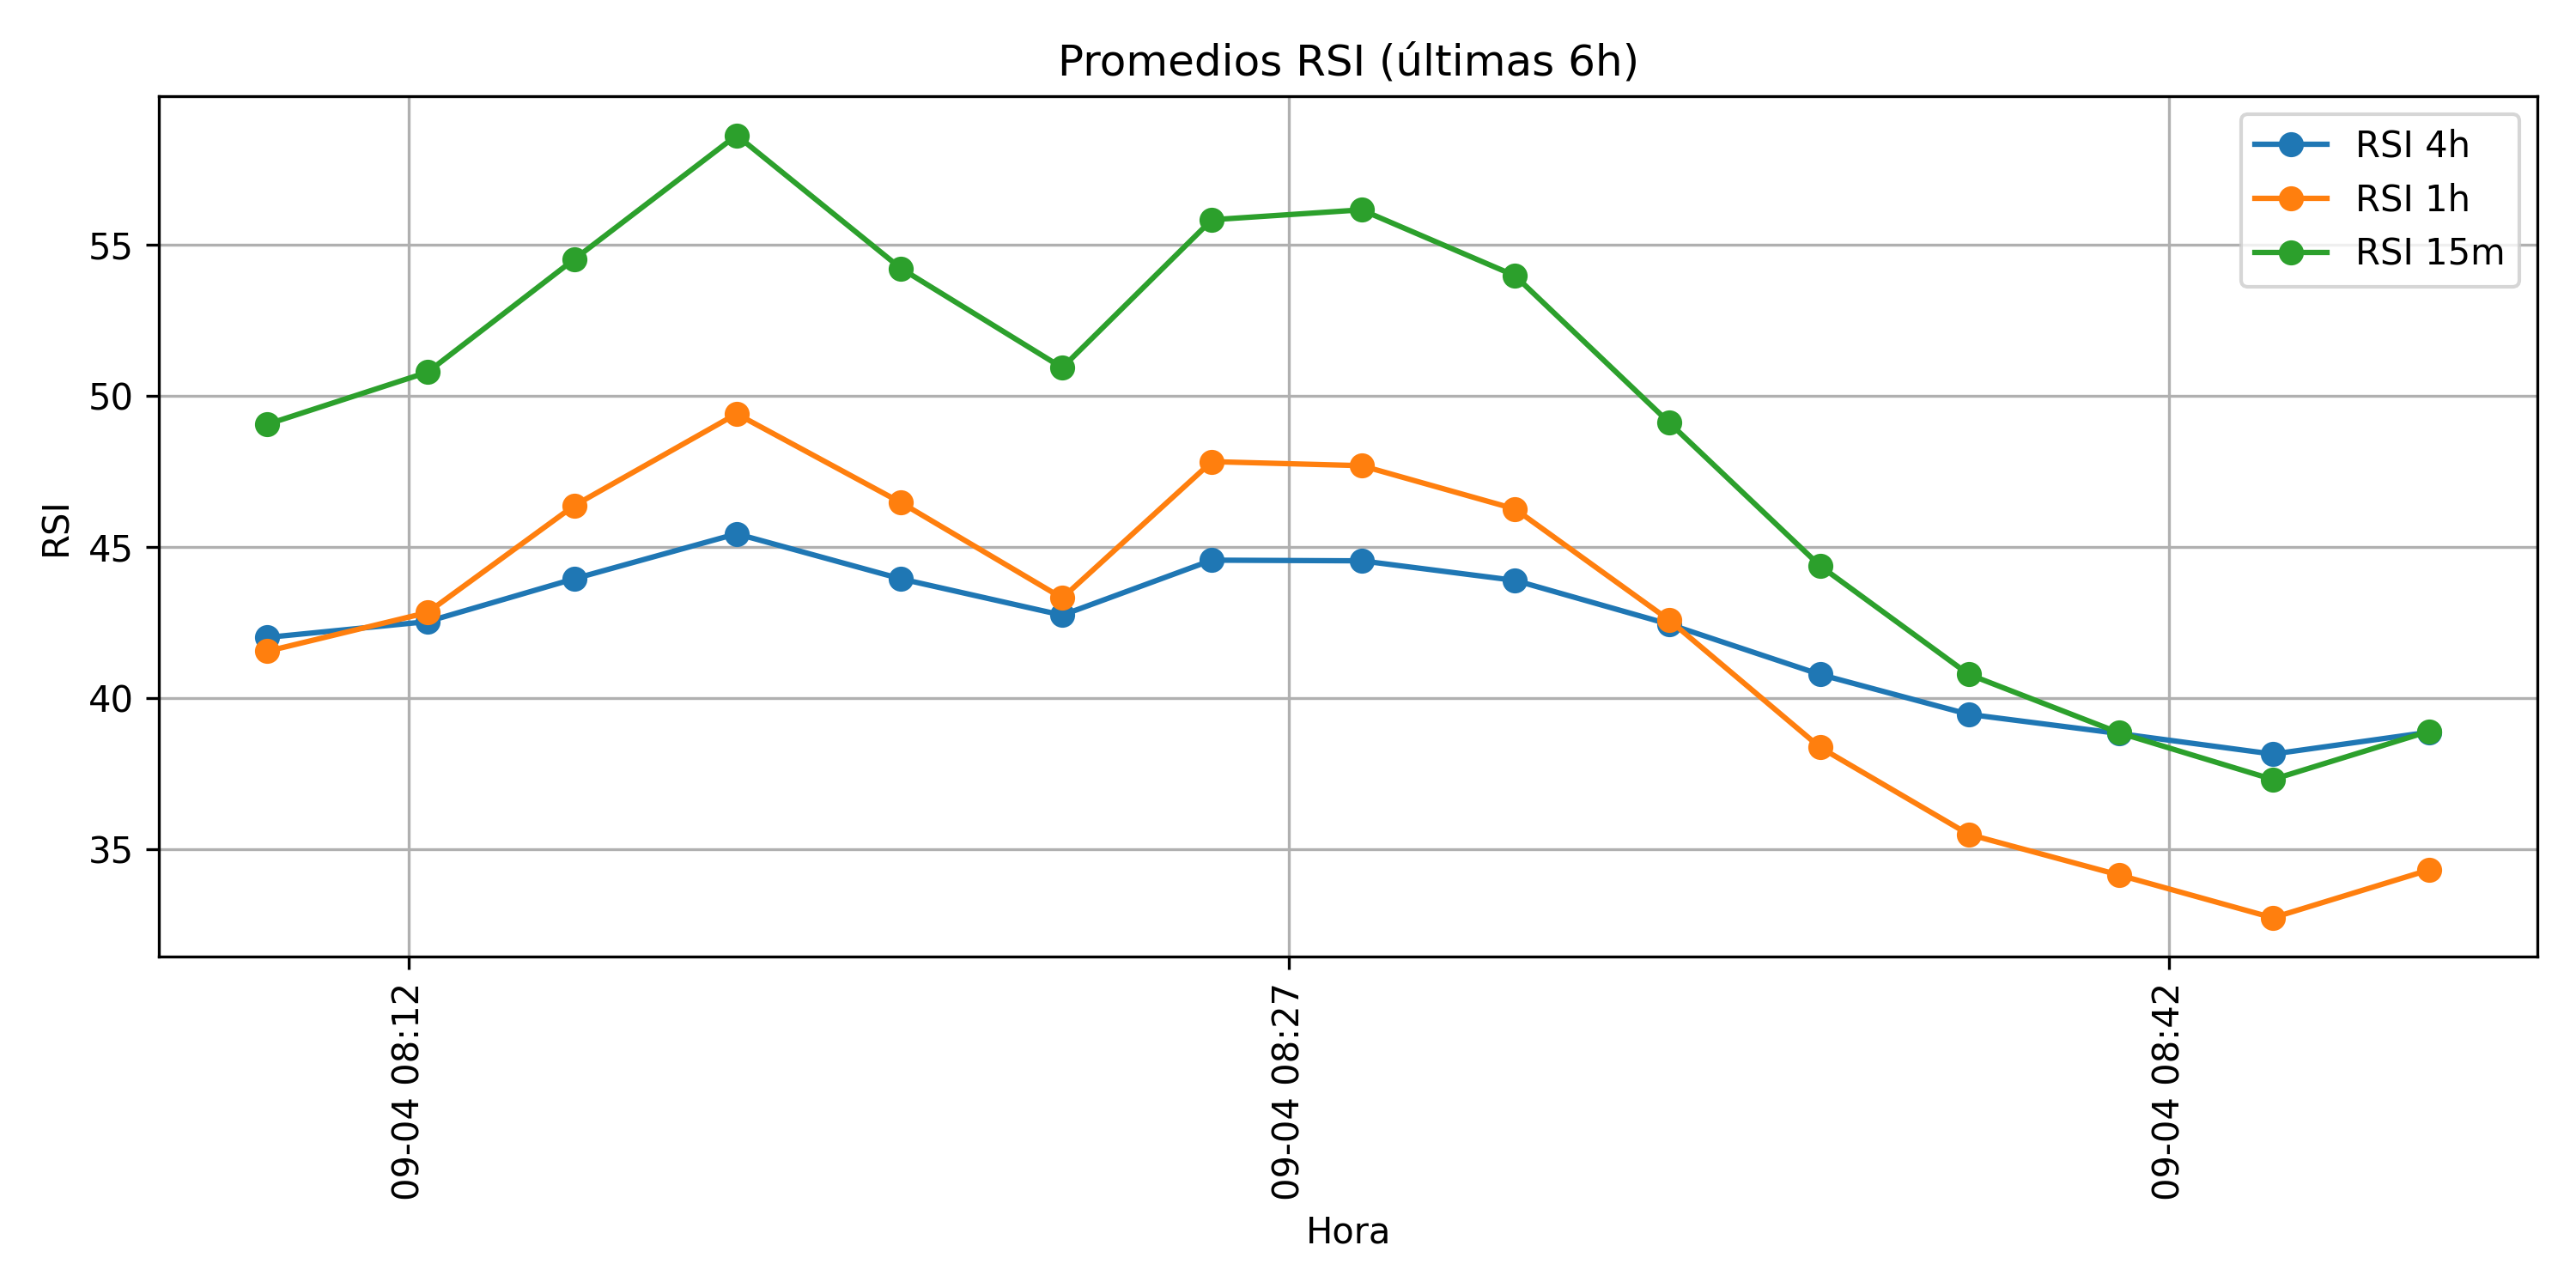 Promedios RSI (últimas 6h)
RSI 4h
RSI 1h
RSI 15m
RSI
55
50
45
40
35
09-04 08:12
09-04 08:27
09-04 08:42
Hora